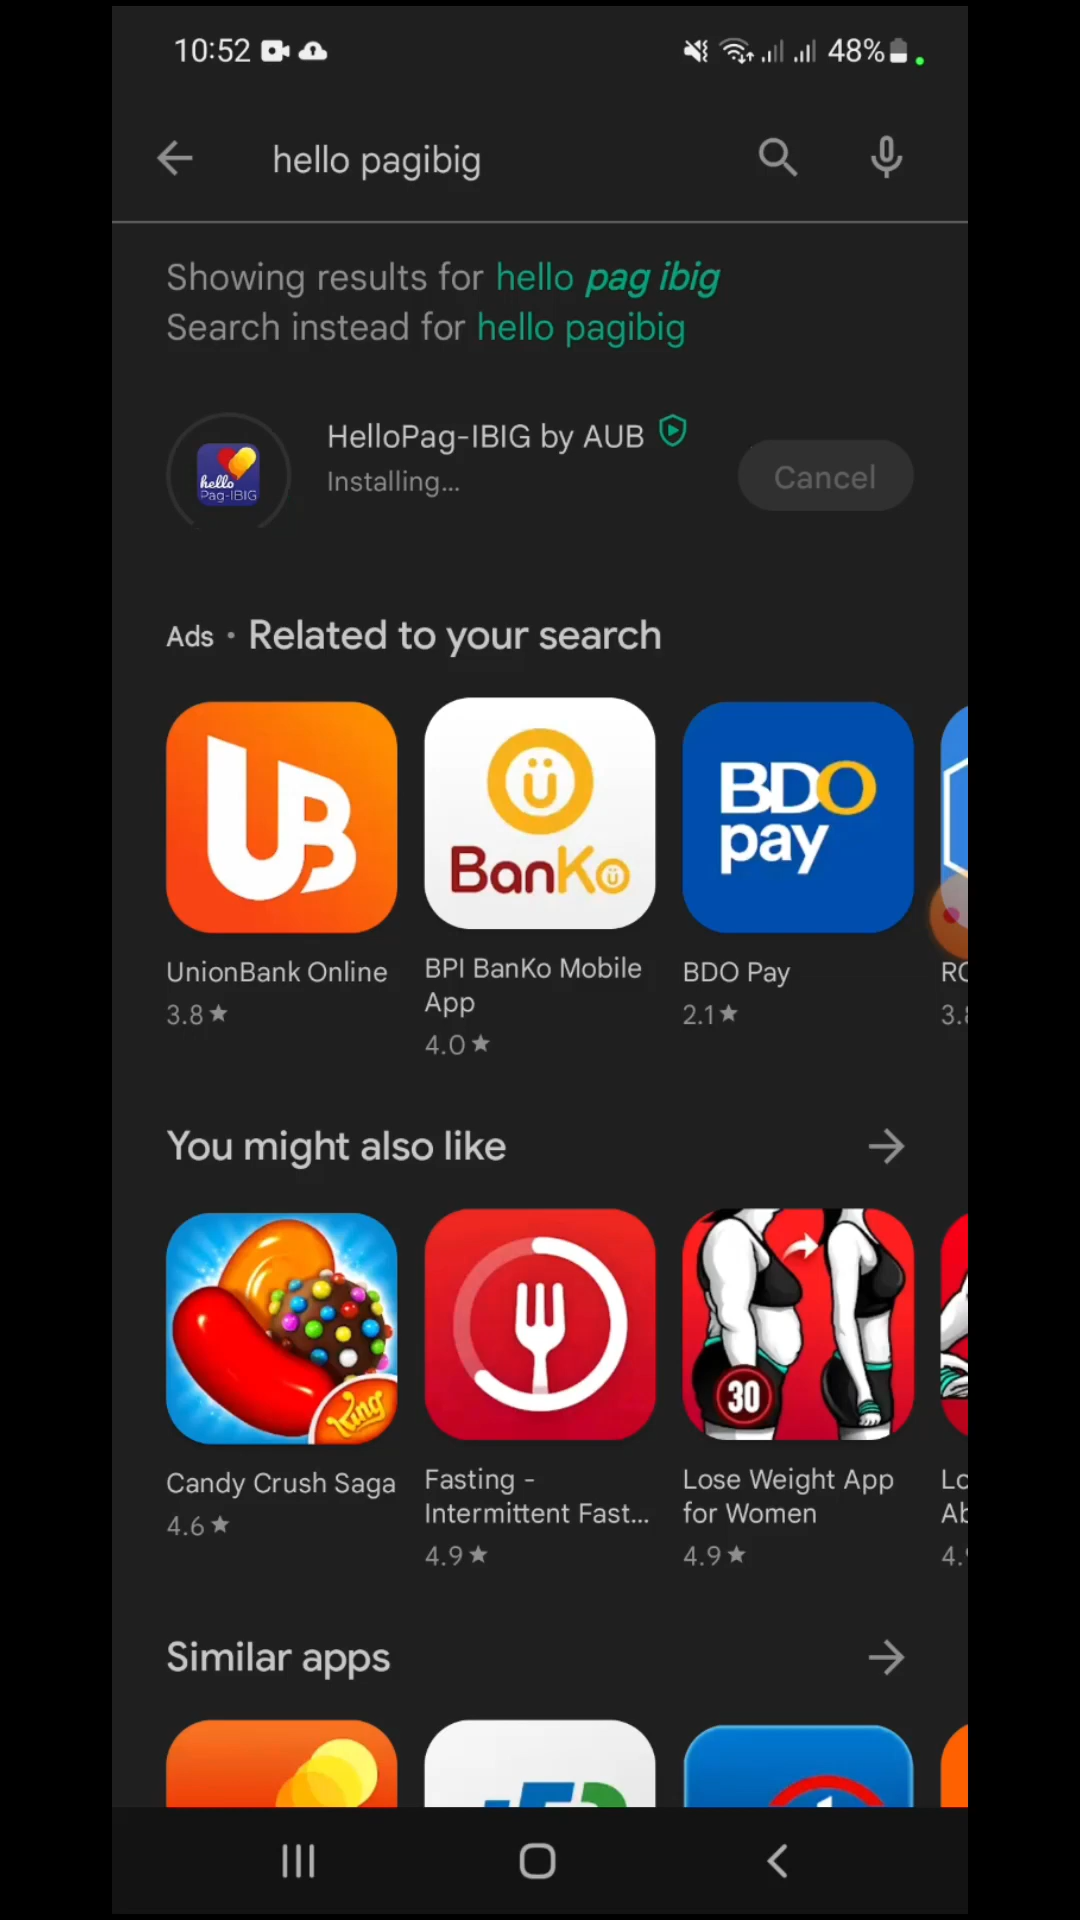 10:52
48%
hello pagibig
Showing results for hello pag ibig
Search instead for hello pagibig
HelloPag-IBIG by AUB
Installing...
Cancel
hello
Pag-IBIG
Ads • Related to your search
UB
BanKo
BDO
pay
UnionBank Online
3.8★
BPI BanKo Mobile
App
4.0★
BDO Pay
2.1★
You might also like
King
30
Candy Crush Saga
4.6★
Fasting -
Intermittent Fast...
4.9★
Lose Weight App
for Women
4.9★
Similar apps